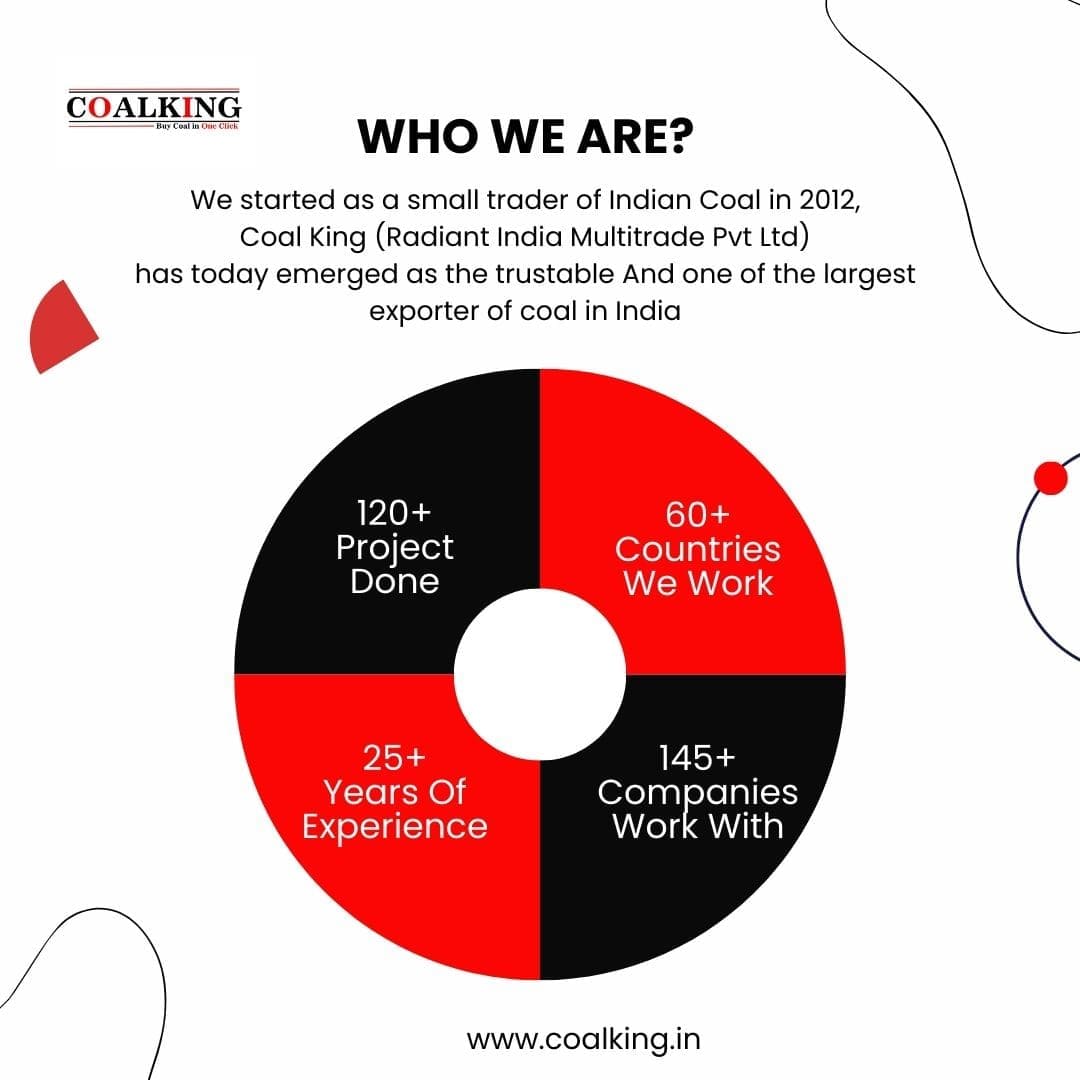 COALKING
Buy Coal in One Click
WHO WE ARE?
We started as a small trader of Indian Coal in 2012,
Coal King (Radiant India Multitrade Pvt Ltd)
has today emerged as the trustable And one of the largest
exporter of coal in India
120+
Project
Done
60+
Countries
We Work
25+
Years Of
Experience
145+
Companies
Work With
www.coalking.in